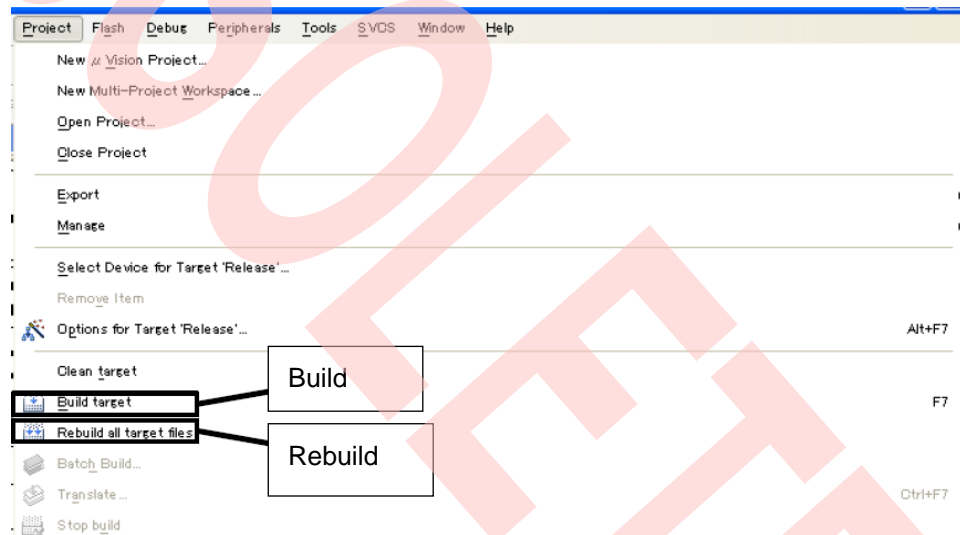 Project Flash Debug Peripherals Tools SVCS Window Help
New μ Vision Project...
New Multi-Project Workspace...
Open Project...
Close Project
Export
Manage
Select Device for Target 'Release'...
Remove Item
Options for Target 'Release'... Alt+F7
Clean target
Build
Build target F7
Rebuild all target files
Rebuild
Batch Build...
Translate... Ctrl+F7
Stop build